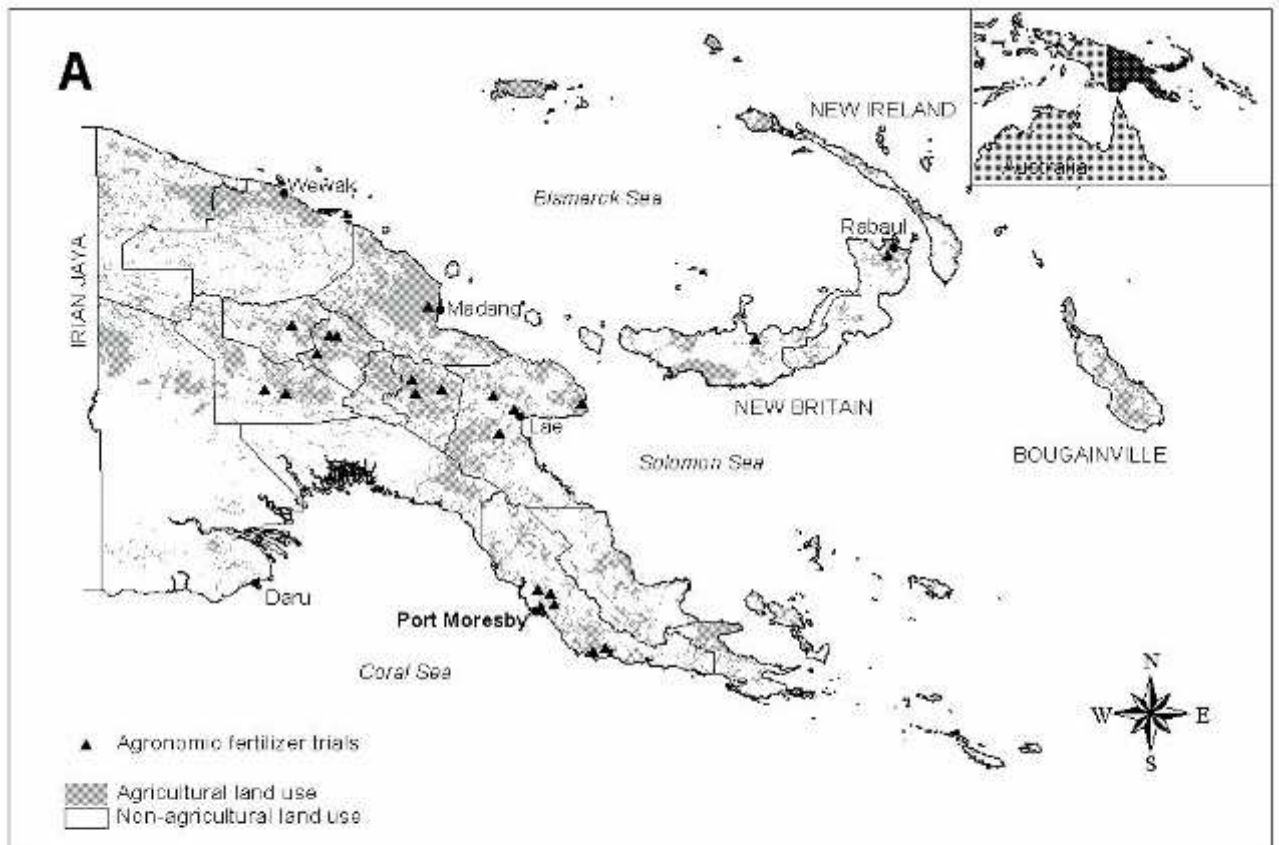 A
NEW IRELAND
Australia
Wewak
Bismarck Sea
Rabaul
IRIAN JAYA
Madang
NEW BRITAIN
Lae
Solomon Sea
BOUGAINVILLE
Daru
Port Moresby
Coral Sea
N
W E
S
Agronomic fertilizer trials
Agricultural land use
Non-agricultural land use